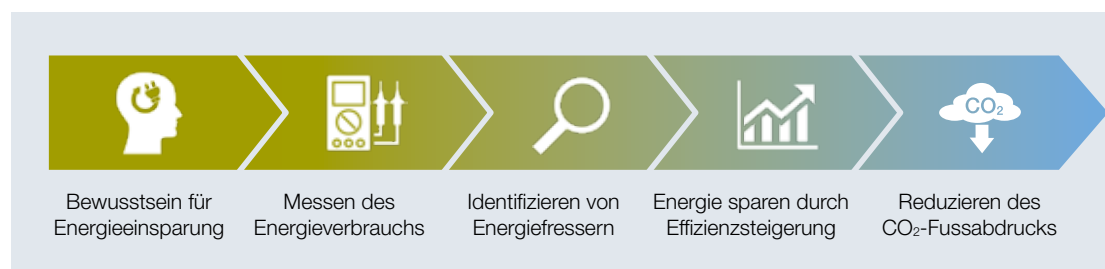 CO₂
Bewusstsein für
Energieeinsparung
Messen des
Energieverbrauchs
Identifizieren von
Energiefressern
Energie sparen durch
Effizienzsteigerung
Reduzieren des
CO₂-Fussabdrucks